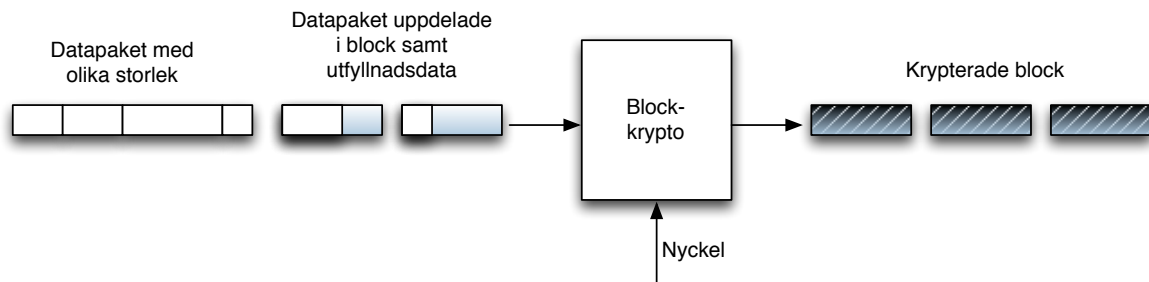 Datapaket med
olika storlek
Datapaket uppdelade
i block samt
utfyllnadsdata
Block-
krypto
Krypterade block
Nyckel